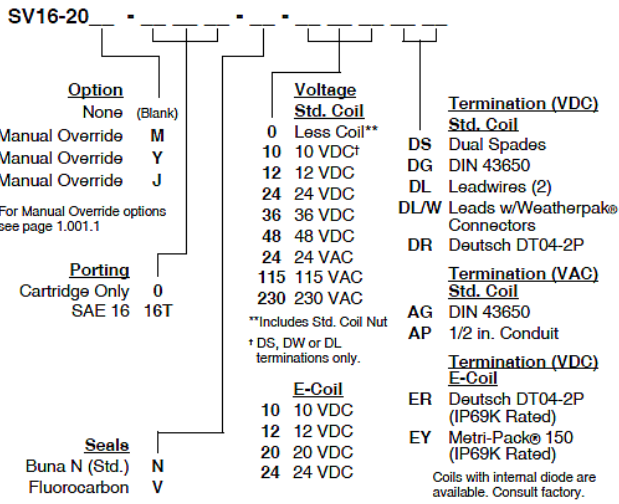 SV16-20__ - __ __ __ - __ - __ __ __ __ __
Option
None (Blank)
Manual Override M
Manual Override Y
Manual Override J
For Manual Override options
see page 1.001.1
Porting
Cartridge Only 0
SAE 16 16T
Seals
Buna N (Std.) N
Fluorocarbon V
Voltage
Std. Coil
0 Less Coil**
10 10 VDC†
12 12 VDC
24 24 VDC
36 36 VDC
48 48 VDC
24 24 VAC
115 115 VAC
230 230 VAC
**Includes Std. Coil Nut
† DS, DW or DL
terminations only.
E-Coil
10 10 VDC
12 12 VDC
20 20 VDC
24 24 VDC
Termination (VDC)
Std. Coil
DS Dual Spades
DG DIN 43650
DL Leadwires (2)
DL/W Leads w/Weatherpak®
Connectors
DR Deutsch DT04-2P
Termination (VAC)
Std. Coil
AG DIN 43650
AP 1/2 in. Conduit
Termination (VDC)
E-Coil
ER Deutsch DT04-2P
(IP69K Rated)
EY Metri-Pack® 150
(IP69K Rated)
Coils with internal diode are
available. Consult factory.